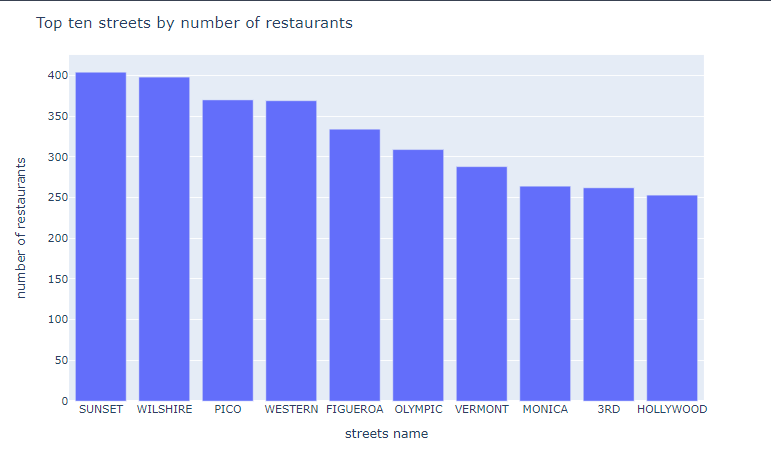 Top ten streets by number of restaurants
number of restaurants
400
350
300
250
200
150
100
50
0
SUNSET WILSHIRE PICO WESTERN FIGUEROA OLYMPIC VERMONT MONICA 3RD HOLLYWOOD
streets name